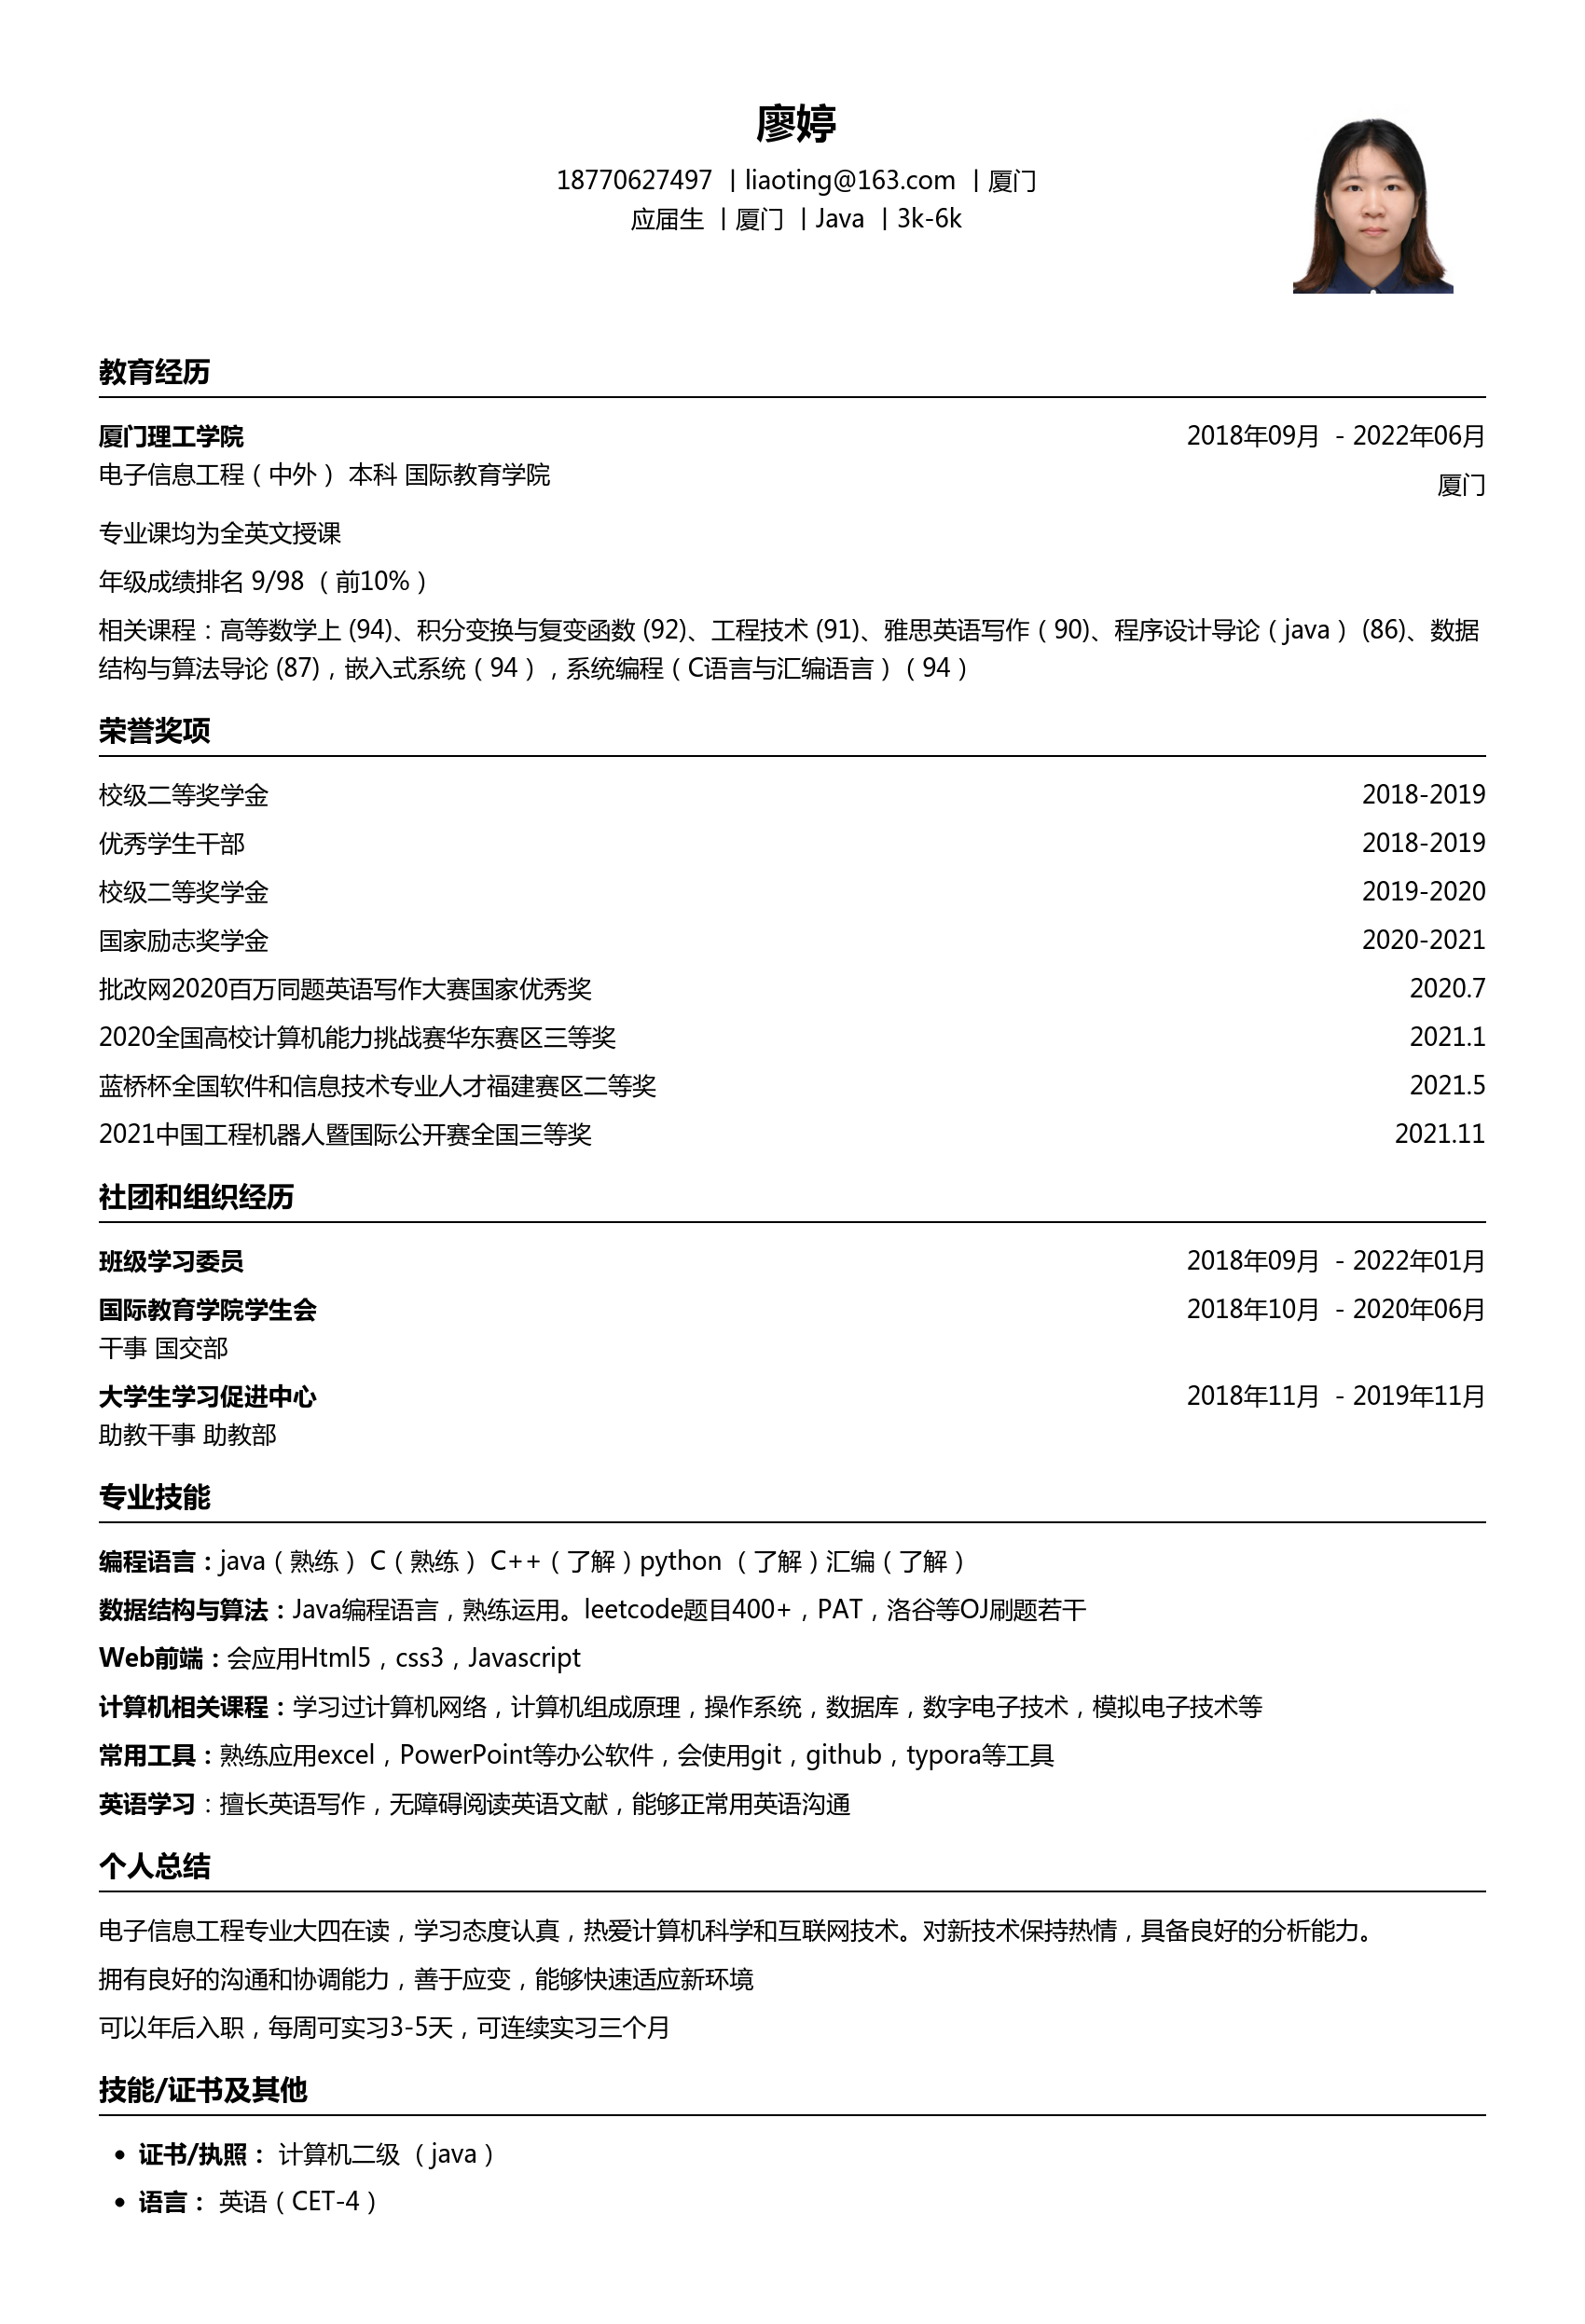 廖婷
18770627497 | liaoting@163.com | 厦门
应届生 | 厦门 | Java | 3k-6k
教育经历
厦门理工学院 2018年09月 - 2022年06月
电子信息工程（中外） 本科 国际教育学院
厦门
专业课均为全英文授课
年级成绩排名 9/98 （前10%）
相关课程：高等数学上 (94)、积分变换与复变函数 (92)、工程技术 (91)、雅思英语写作（90)、程序设计导论（java） (86)、数据
结构与算法导论 (87)，嵌入式系统（94），系统编程（C语言与汇编语言）（94）
荣誉奖项
校级二等奖学金 2018-2019
优秀学生干部 2018-2019
校级二等奖学金 2019-2020
国家励志奖学金 2020-2021
批改网2020百万同题英语写作大赛国家优秀奖 2020.7
2020全国高校计算机能力挑战赛华东赛区三等奖 2021.1
蓝桥杯全国软件和信息技术专业人才福建赛区二等奖 2021.5
2021中国工程机器人暨国际公开赛全国三等奖 2021.11
社团和组织经历
班级学习委员 2018年09月 - 2022年01月
国际教育学院学生会 2018年10月 - 2020年06月
干事 国交部
大学生学习促进中心 2018年11月 - 2019年11月
助教干事 助教部
专业技能
编程语言：java（熟练） C（熟练） C++（了解）python （了解）汇编（了解）
数据结构与算法：Java编程语言，熟练运用。leetcode题目400+，PAT，洛谷等OJ刷题若干
Web前端：会应用Html5，css3，Javascript
计算机相关课程：学习过计算机网络，计算机组成原理，操作系统，数据库，数字电子技术，模拟电子技术等
常用工具：熟练应用excel，PowerPoint等办公软件，会使用git，github，typora等工具
英语学习：擅长英语写作，无障碍阅读英语文献，能够正常用英语沟通
个人总结
电子信息工程专业大四在读，学习态度认真，热爱计算机科学和互联网技术。对新技术保持热情，具备良好的分析能力。
拥有良好的沟通和协调能力，善于应变，能够快速适应新环境
可以年后入职，每周可实习3-5天，可连续实习三个月
技能/证书及其他
• 证书/执照： 计算机二级 （java）
• 语言： 英语（CET-4）